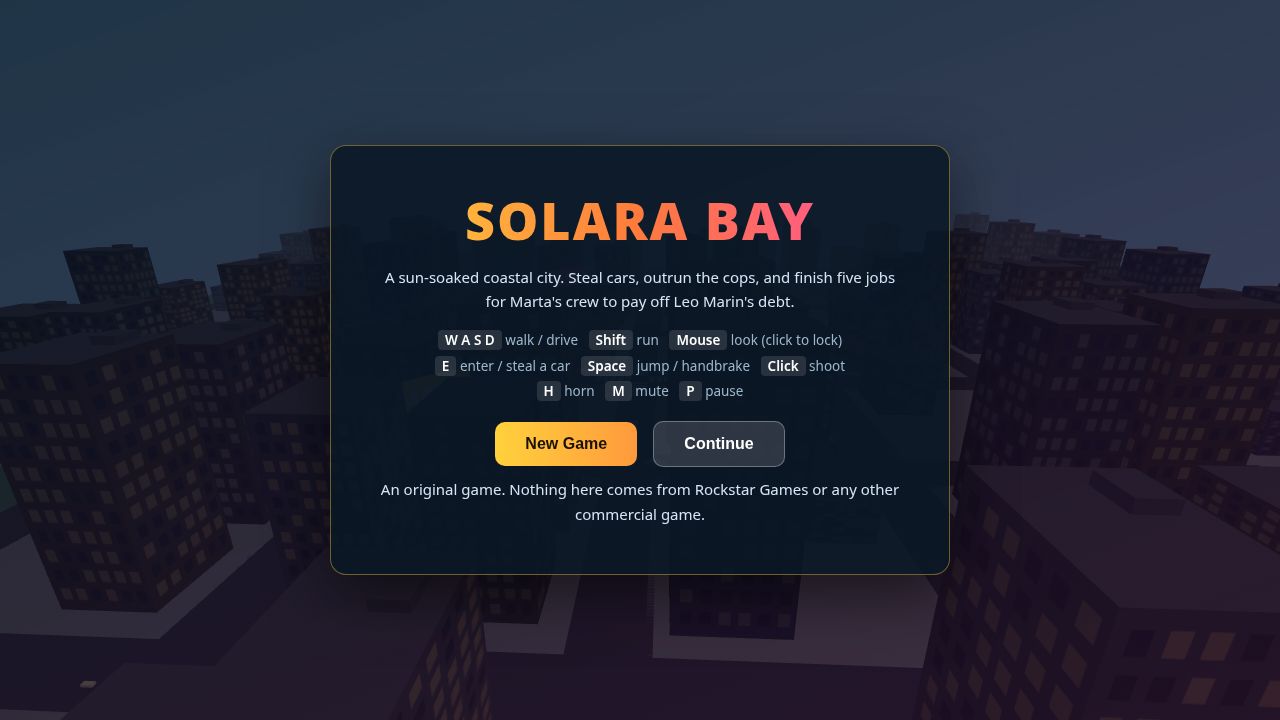 SOLARA BAY
A sun-soaked coastal city. Steal cars, outrun the cops, and finish five jobs
for Marta's crew to pay off Leo Marin's debt.
W A S D walk / drive Shift run Mouse look (click to lock)
E enter / steal a car Space jump / handbrake Click shoot
H horn M mute P pause
New Game Continue
An original game. Nothing here comes from Rockstar Games or any other
commercial game.